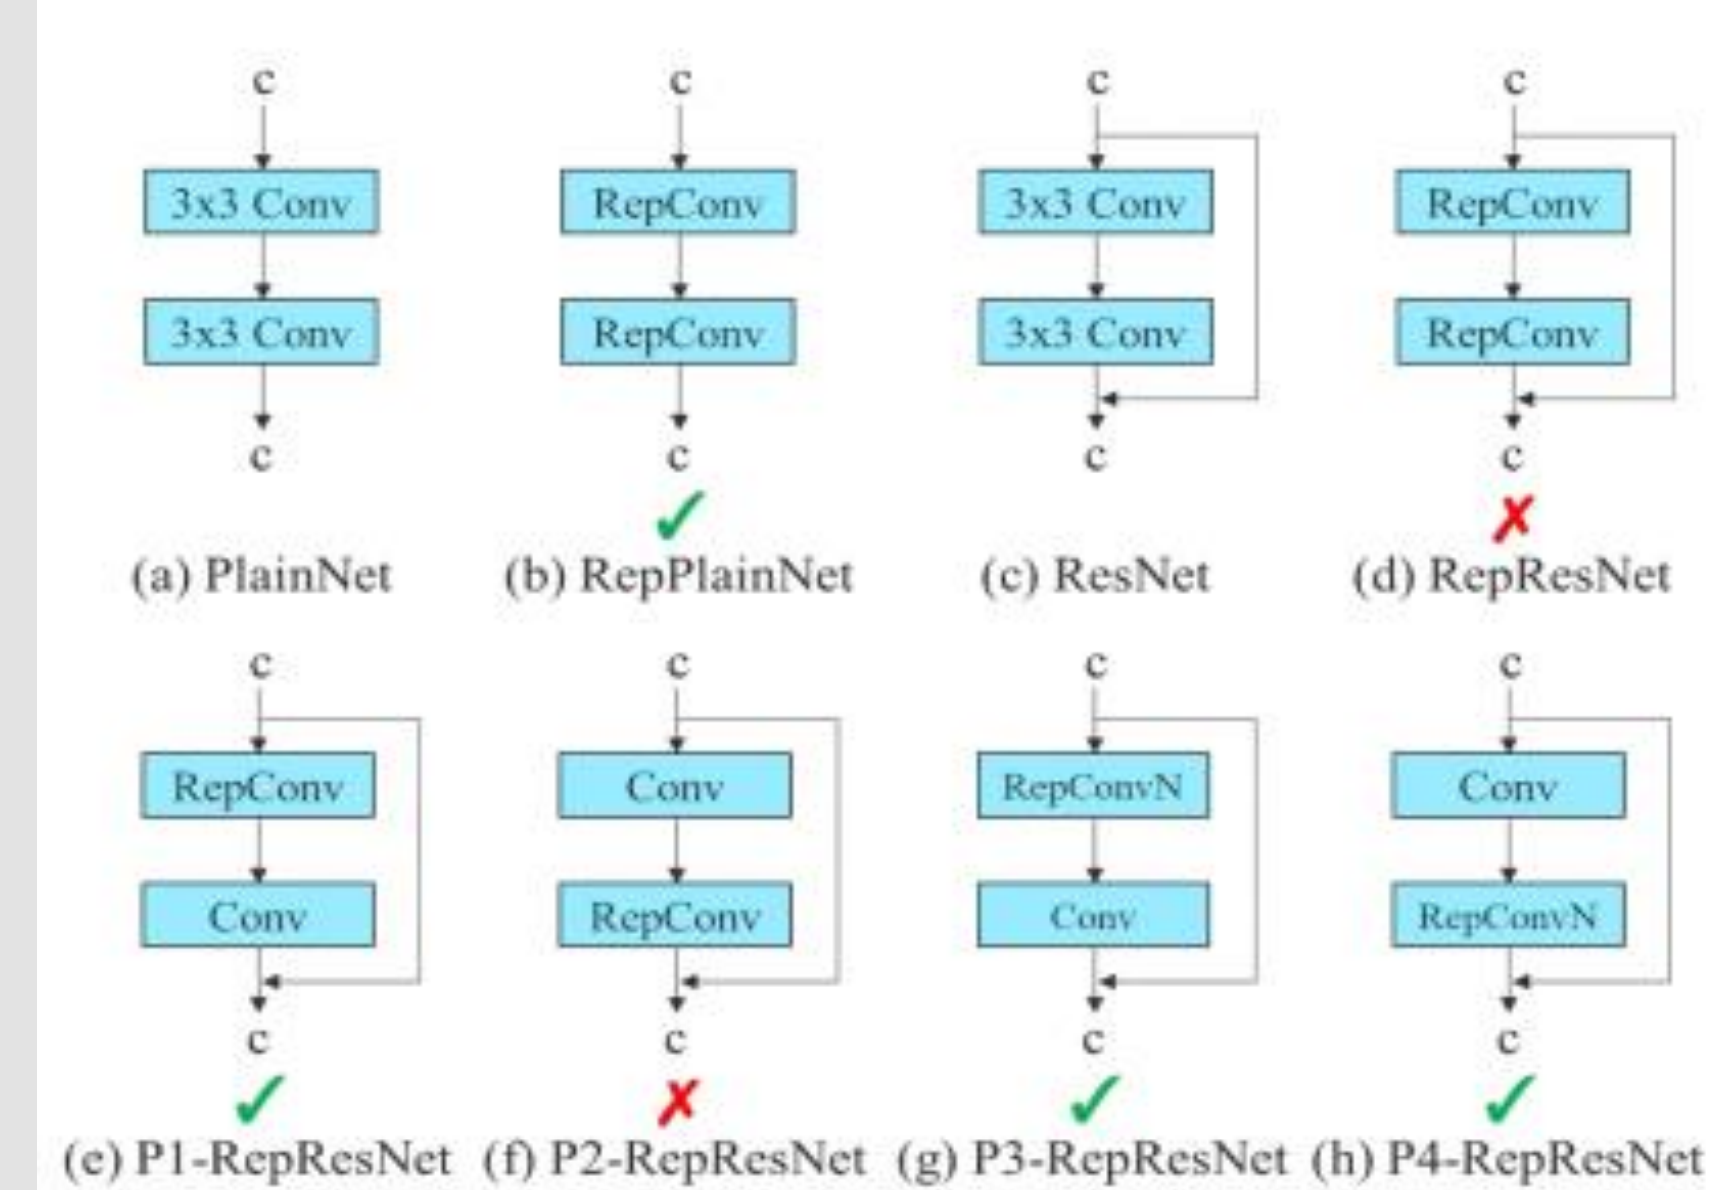 c c c c
3x3 Conv RepConv 3x3 Conv RepConv
3x3 Conv RepConv 3x3 Conv RepConv
c c c c
(a) PlainNet (b) RepPlainNet (c) ResNet (d) RepResNet
c c c c
RepConv Conv RepConvN Conv
Conv RepConv Conv RepConvN
c c c c
(e) P1-RepResNet (f) P2-RepResNet (g) P3-RepResNet (h) P4-RepResNet